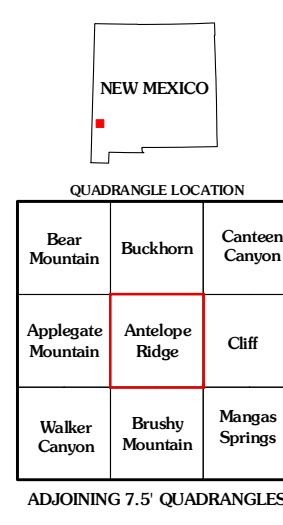 NEW MEXICO
QUADRANGLE LOCATION
Bear
Mountain
Buckhorn
Canteen
Canyon
Applegate
Mountain
Antelope
Ridge
Cliff
Walker
Canyon
Brushy
Mountain
Mangas
Springs
ADJOINING 7.5' QUADRANGLES